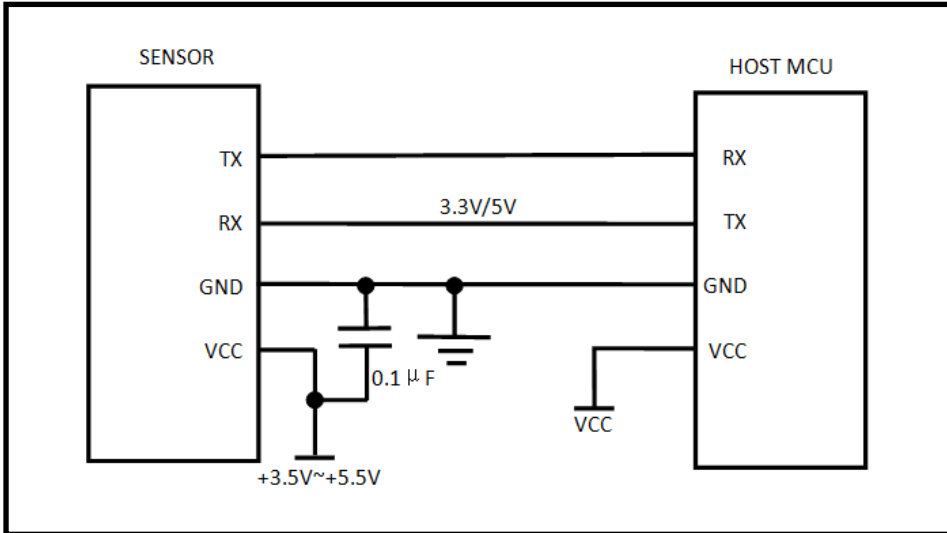 SENSOR
HOST MCU
TX
RX
3.3V/5V
RX
TX
GND
GND
VCC
VCC
0.1 μ F
VCC
+3.5V~+5.5V